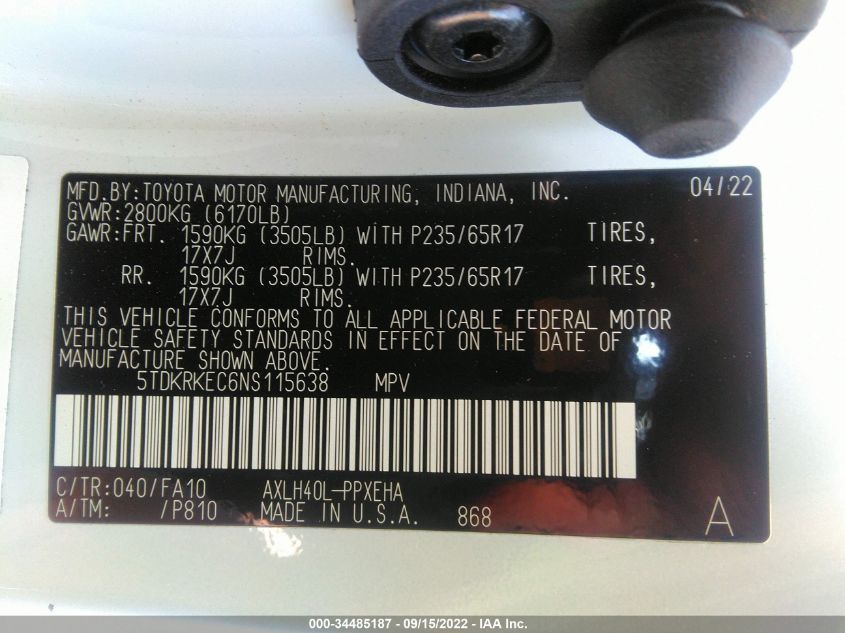 MFD.BY:TOYOTA MOTOR MANUFACTURING, INDIANA, INC. 04/22
GVWR:2800KG (6170LB)
GAWR:FRT. 1590KG (3505LB) WITH P235/65R17 TIRES,
17X7J RIMS.
RR. 1590KG (3505LB) WITH P235/65R17 TIRES,
17X7J RIMS.
THIS VEHICLE CONFORMS TO ALL APPLICABLE FEDERAL MOTOR
VEHICLE SAFETY STANDARDS IN EFFECT ON THE DATE OF
MANUFACTURE SHOWN ABOVE.
5TDKRKEC6NS115638 MPV
C/TR:040/FA10 AXLH40L-PPXEHA
A/TM: /P810 MADE IN U.S.A. 868 A
000-34485187 - 09/15/2022 - IAA Inc.